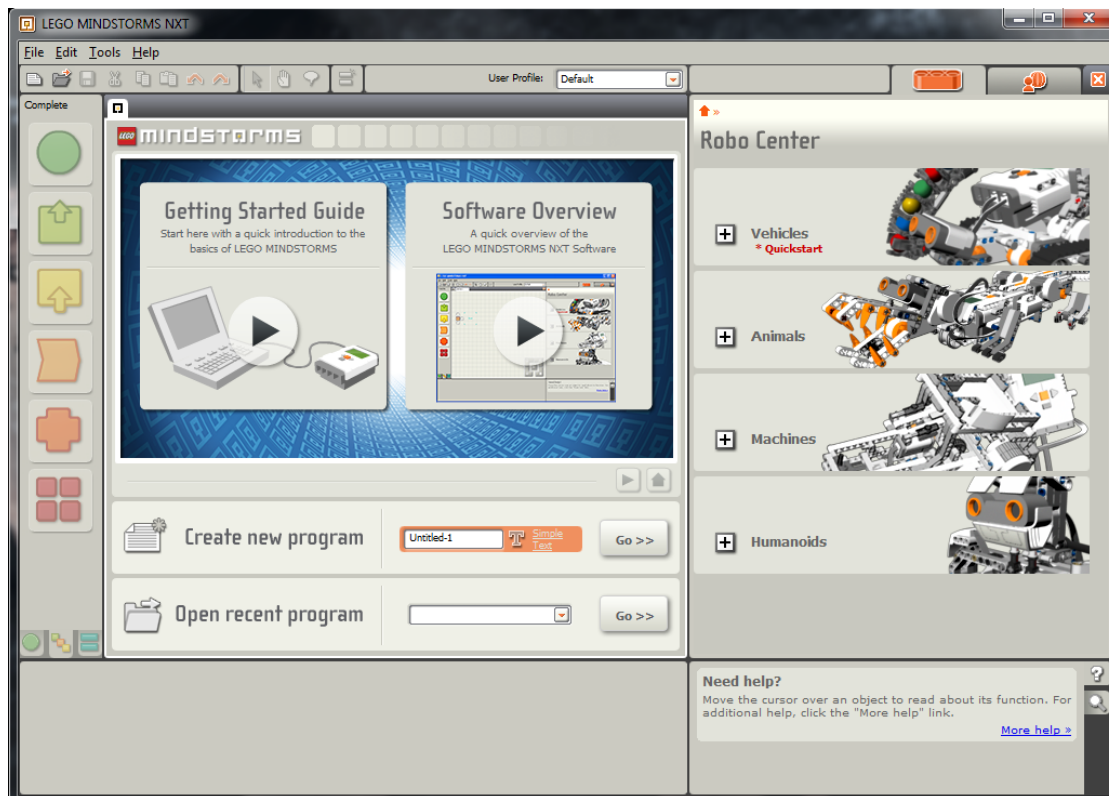 LEGO MINDSTORMS NXT
File Edit Tools Help
User Profile: Default
Complete
LEGO mindstorms
Getting Started Guide
Start here with a quick introduction to the
basics of LEGO MINDSTORMS
Software Overview
A quick overview of the
LEGO MINDSTORMS NXT Software
Create new program
Untitled-1
T
Simple
Text
Go >>
Open recent program
Go >>
»
Robo Center
Vehicles
* Quickstart
Animals
Machines
Humanoids
Need help?
Move the cursor over an object to read about its function. For
additional help, click the "More help" link.
More help »